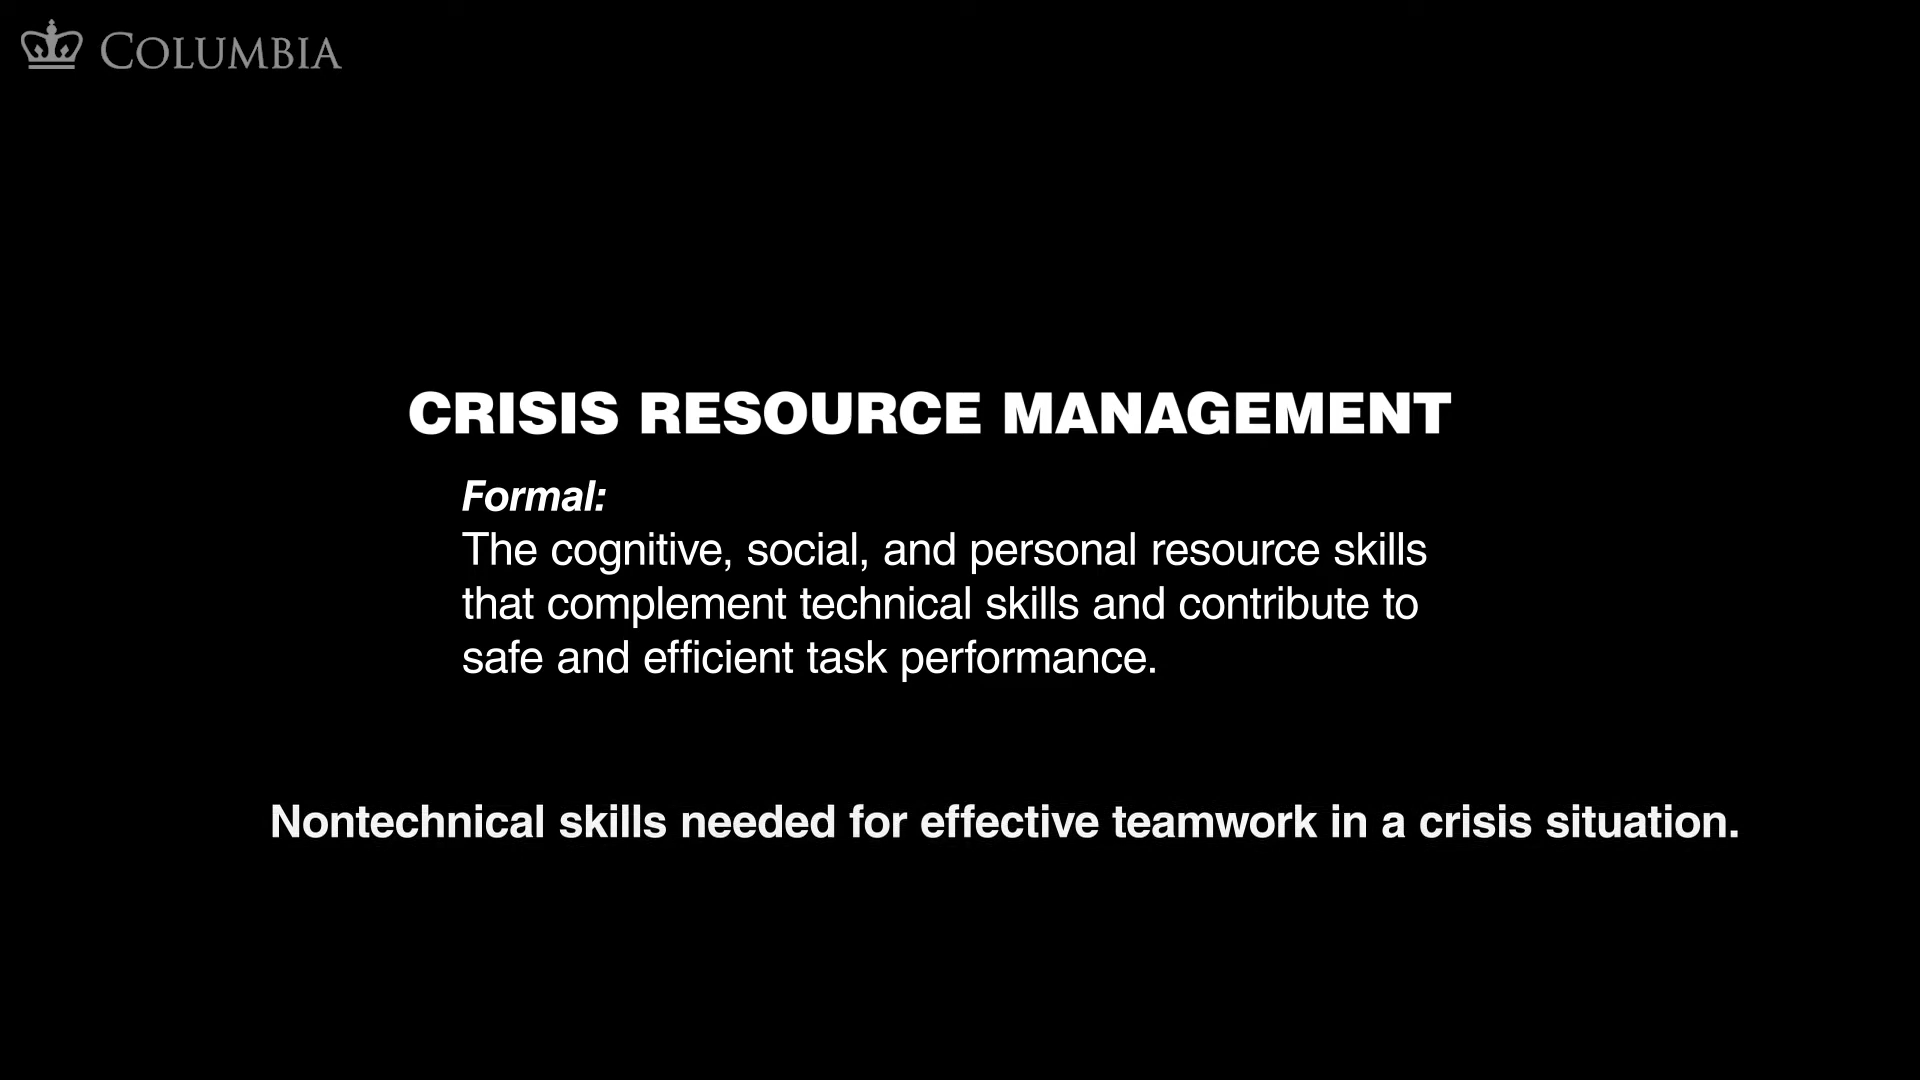 COLUMBIA
CRISIS RESOURCE MANAGEMENT
Formal:
The cognitive, social, and personal resource skills
that complement technical skills and contribute to
safe and efficient task performance.
Nontechnical skills needed for effective teamwork in a crisis situation.